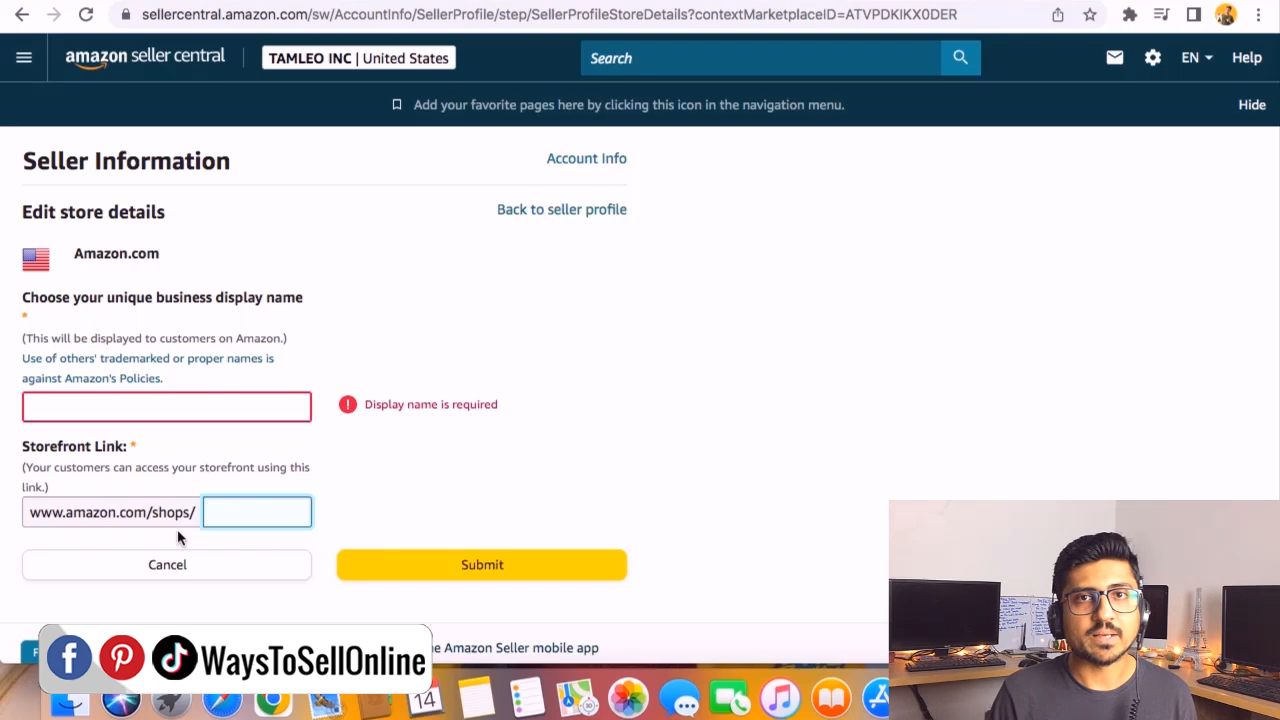 sellercentral.amazon.com/sw/AccountInfo/SellerProfile/step/SellerProfileStoreDetails?contextMarketplaceID=ATVPDKIKX0DER
amazon seller central
TAMLEO INC | United States
Search
EN
Help
Add your favorite pages here by clicking this icon in the navigation menu.
Hide
Seller Information
Account Info
Edit store details
Back to seller profile
Amazon.com
Choose your unique business display name
*
(This will be displayed to customers on Amazon.)
Use of others' trademarked or proper names is
against Amazon's Policies.
Display name is required
Storefront Link: *
(Your customers can access your storefront using this
link.)
www.amazon.com/shops/
Cancel
Submit
e Amazon Seller mobile app
WaysToSellOnline
14